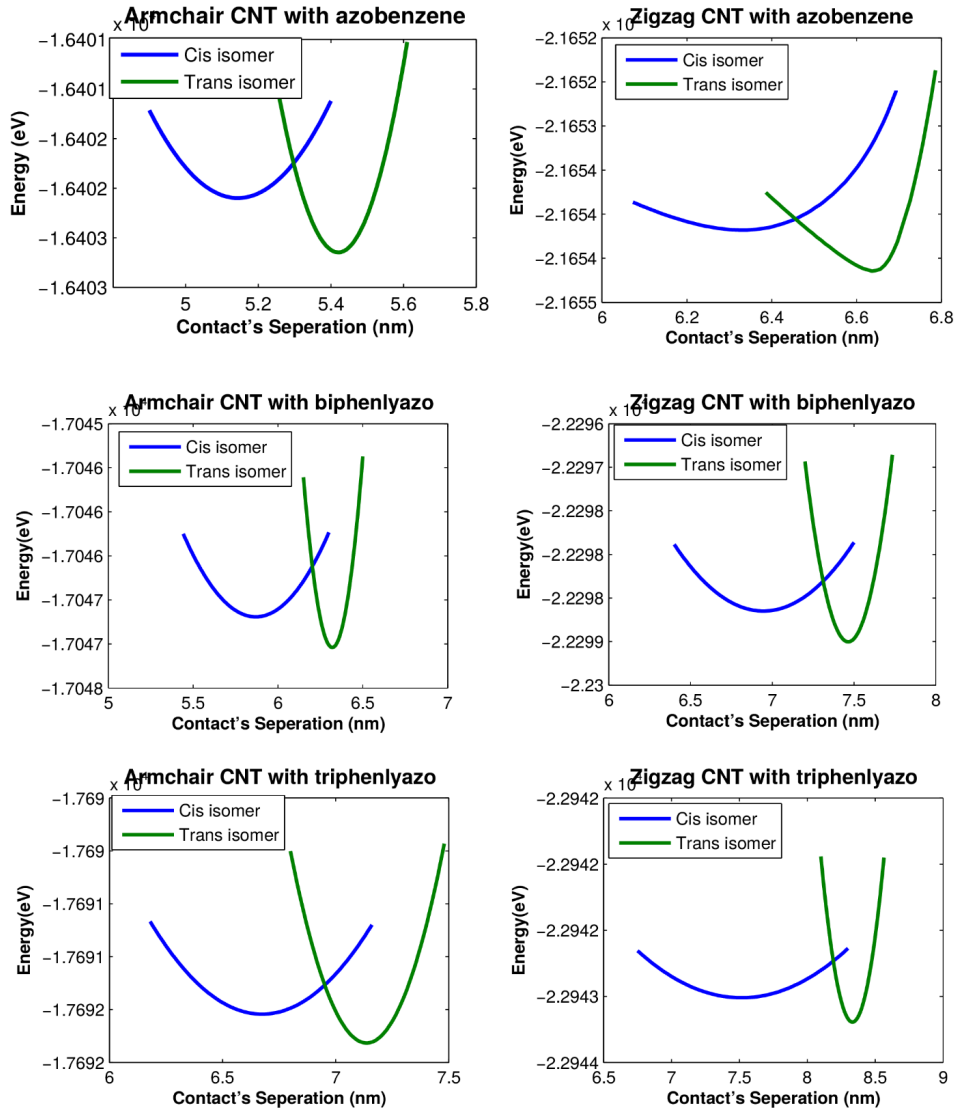 Armchair CNT with azobenzene
−1.6401
−1.6401
−1.6402
−1.6402
−1.6403
−1.6403
Energy (eV)
Cis isomer
Trans isomer
5 5.2 5.4 5.6 5.8
Contact's Seperation (nm)
Zigzag CNT with azobenzene
−2.1652
−2.1652
−2.1653
−2.1654
−2.1654
−2.1654
−2.1655
Energy(eV)
Cis isomer
Trans isomer
6 6.2 6.4 6.6 6.8
Contact's Seperation (nm)
Armchair CNT with biphenlyazo
−1.7045
−1.7046
−1.7046
−1.7046
−1.7047
−1.7047
−1.7048
Energy(eV)
Cis isomer
Trans isomer
5 5.5 6 6.5 7
Contact's Seperation (nm)
Zigzag CNT with biphenlyazo
−2.2296
−2.2297
−2.2298
−2.2298
−2.2298
−2.2299
−2.23
Energy(eV)
Cis isomer
Trans isomer
6 6.5 7 7.5 8
Contact's Seperation (nm)
Armchair CNT with triphenlyazo
−1.769
−1.769
−1.7691
−1.7691
−1.7692
−1.7692
Energy(eV)
Cis isomer
Trans isomer
6 6.5 7 7.5
Contact's Seperation (nm)
Zigzag CNT with triphenlyazo
−2.2942
−2.2942
−2.2942
−2.2943
−2.2944
Energy(eV)
Cis isomer
Trans isomer
6.5 7 7.5 8 8.5 9
Contact's Seperation (nm)